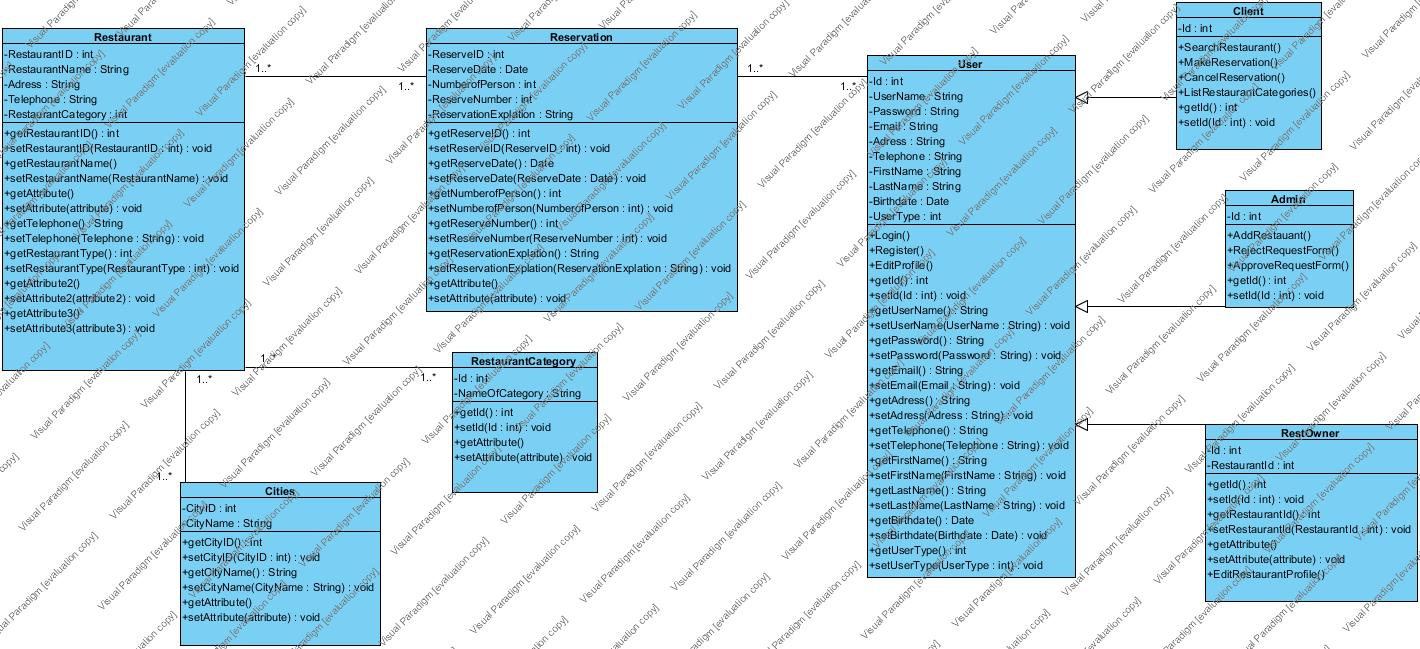 Restaurant
-RestaurantID : int
-RestaurantName : String
-Adress : String
-Telephone : String
-RestaurantCategory : int
+getRestaurantID() : int
+setRestaurantID(RestaurantID : int) : void
+getRestaurantName()
+setRestaurantName(RestaurantName) : void
+getAttribute()
+setAttribute(attribute) : void
+getTelephone() : String
+setTelephone(Telephone : String) : void
+getRestaurantType() : int
+setRestaurantType(RestaurantType : int) : void
+getAttribute2()
+setAttribute2(attribute2) : void
+getAttribute3()
+setAttribute3(attribute3) : void
1..*
1..*
Reservation
-ReserveID : int
-ReserveDate : Date
-NumberofPerson : int
-ReserveNumber : int
-ReservationExplation : String
+getReserveID() : int
+setReserveID(ReserveID : int) : void
+getReserveDate() : Date
+setReserveDate(ReserveDate : Date) : void
+getNumberofPerson() : int
+setNumberofPerson(NumberofPerson : int) : void
+getReserveNumber() : int
+setReserveNumber(ReserveNumber : int) : void
+getReservationExplation() : String
+setReservationExplation(ReservationExplation : String) : void
+getAttribute()
+setAttribute(attribute) : void
1..*
1..*
User
-Id : int
-UserName : String
-Password : String
-Email : String
-Adress : String
-Telephone : String
-FirstName : String
-LastName : String
-Birthdate : Date
-UserType : int
+Login()
+Register()
+EditProfile()
+getId() : int
+setId(Id : int) : void
+getUserName() : String
+setUserName(UserName : String) : void
+getPassword() : String
+setPassword(Password : String) : void
+getEmail() : String
+setEmail(Email : String) : void
+getAdress() : String
+setAdress(Adress : String) : void
+getTelephone() : String
+setTelephone(Telephone : String) : void
+getFirstName() : String
+setFirstName(FirstName : String) : void
+getLastName() : String
+setLastName(LastName : String) : void
+getBirthdate() : Date
+setBirthdate(Birthdate : Date) : void
+getUserType() : int
+setUserType(UserType : int) : void
Client
-Id : int
+SearchRestaurant()
+MakeReservation()
+CancelReservation()
+ListRestaurantCategories()
+getId() : int
+setId(Id : int) : void
Admin
-Id : int
+AddRestauant()
+RejectRequestForm()
+ApproveRequestForm()
+getId() : int
+setId(Id : int) : void
RestOwner
-Id : int
-RestaurantId : int
+getId() : int
+setId(Id : int) : void
+getRestaurantId() : int
+setRestaurantId(RestaurantId : int) : void
+getAttribute()
+setAttribute(attribute) : void
+EditRestaurantProfile()
1..*
1..*
RestaurantCategory
-Id : int
-NameOfCategory : String
+getId() : int
+setId(Id : int) : void
+getAttribute()
+setAttribute(attribute) : void
1..*
1..*
Cities
-CityID : int
-CityName : String
+getCityID() : int
+setCityID(CityID : int) : void
+getCityName() : String
+setCityName(CityName : String) : void
+getAttribute()
+setAttribute(attribute) : void
Visual Paradigm [evaluation copy]